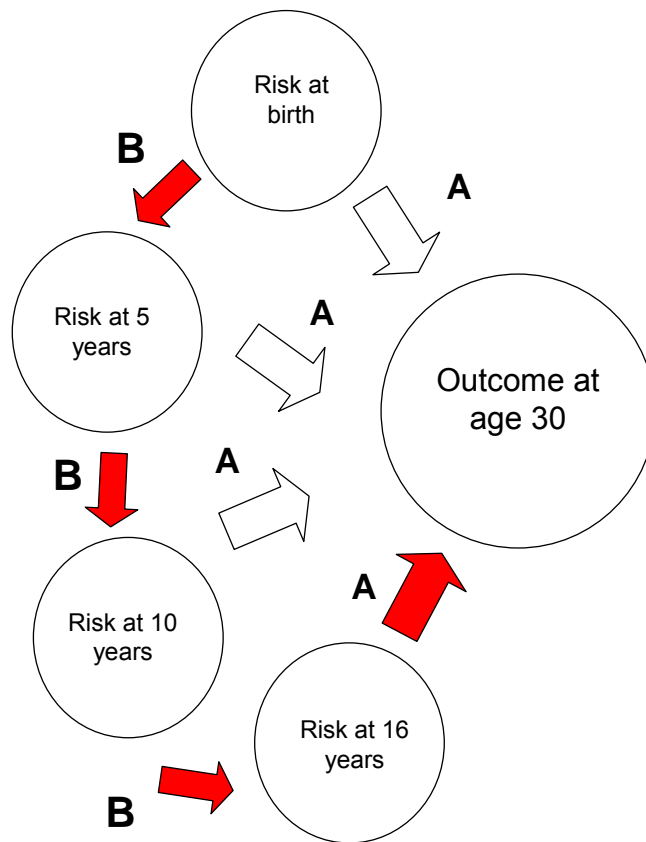 Risk at
birth
B
A
Risk at 5
years
A
Outcome at
age 30
B
A
Risk at 10
years
A
Risk at 16
years
B